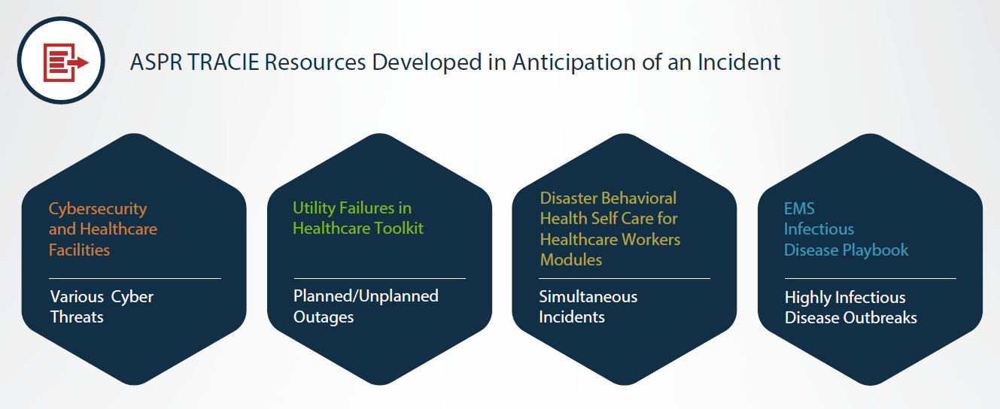 ASPR TRACIE Resources Developed in Anticipation of an Incident
Cybersecurity
and Healthcare
Facilities
Various Cyber
Threats
Utility Failures in
Healthcare Toolkit
Planned/Unplanned
Outages
Disaster Behavioral
Health Self Care for
Healthcare Workers
Modules
Simultaneous
Incidents
EMS
Infectious
Disease Playbook
Highly Infectious
Disease Outbreaks